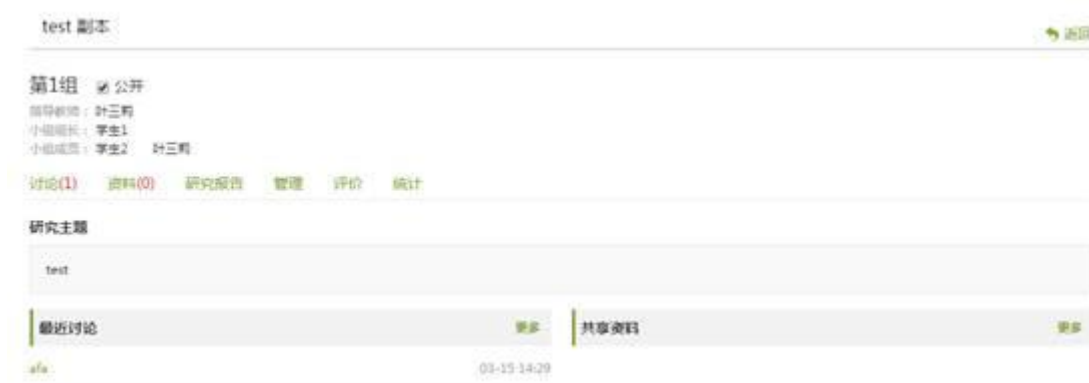 test 副本
返回
第1组 公开
指导教师：叶三莉
小组组长：学生1
小组成员：学生2 叶三莉
讨论(1) 资料(0) 研究报告 管理 评价 统计
研究主题
test
最近讨论 更多
共享资料 更多
afa 03-15 14:29